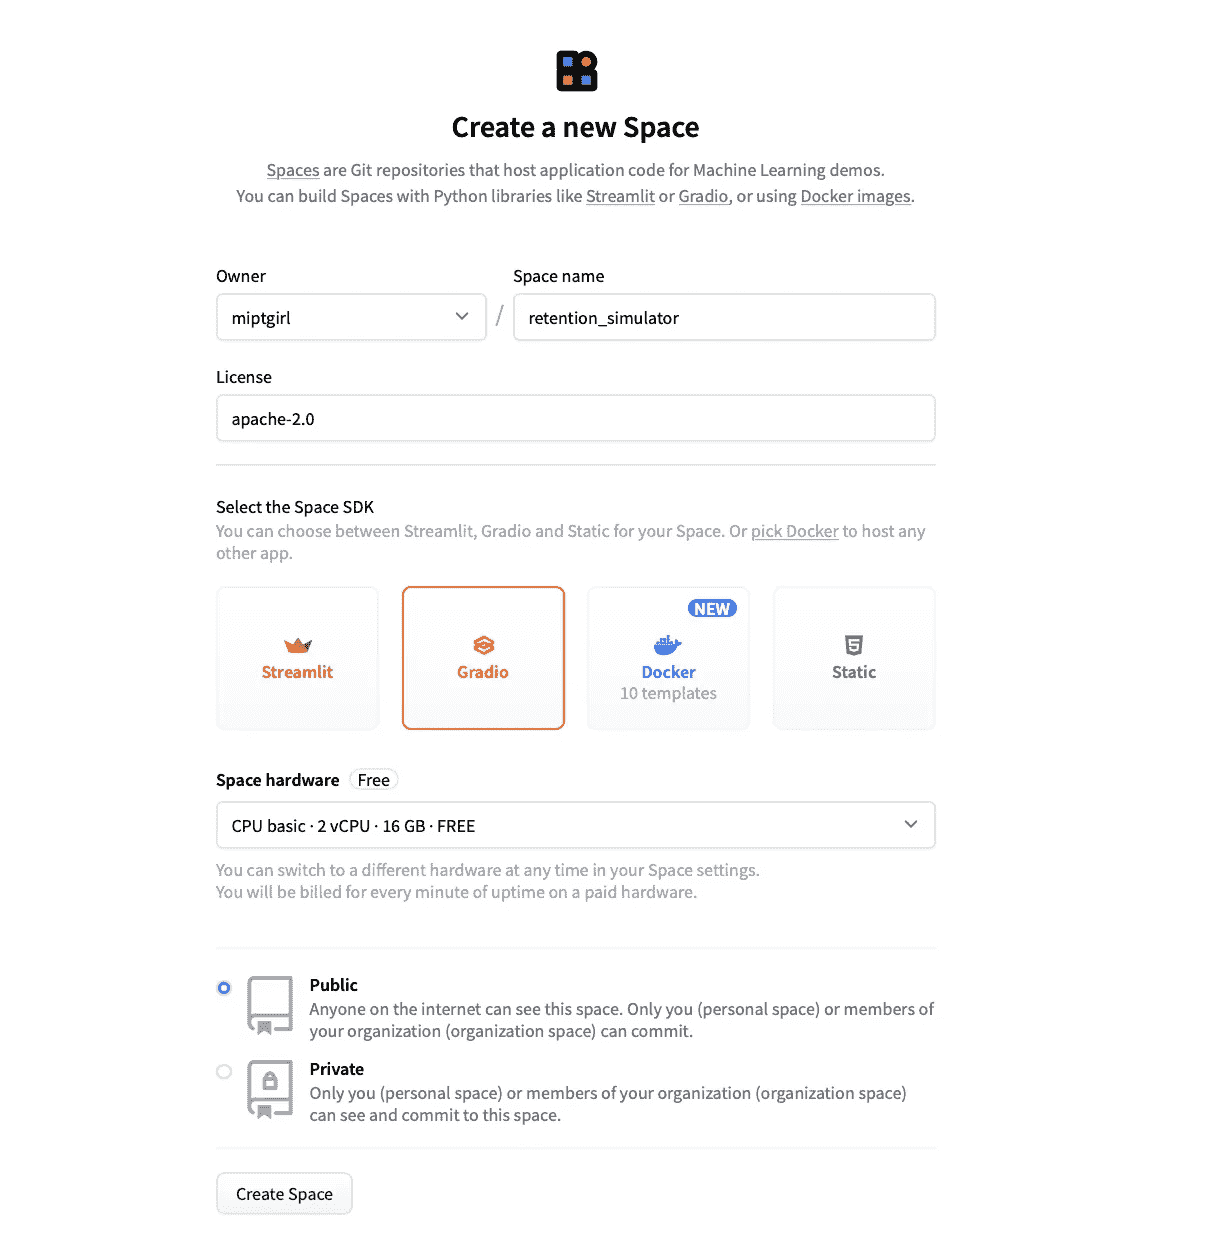 Create a new Space
Spaces are Git repositories that host application code for Machine Learning demos.
You can build Spaces with Python libraries like Streamlit or Gradio, or using Docker images.
Owner
Space name
miptgirl
/
retention_simulator
License
apache-2.0
Select the Space SDK
You can choose between Streamlit, Gradio and Static for your Space. Or pick Docker to host any
other app.
Streamlit
Gradio
NEW
Docker
10 templates
Static
Space hardware Free
CPU basic · 2 vCPU · 16 GB · FREE
You can switch to a different hardware at any time in your Space settings.
You will be billed for every minute of uptime on a paid hardware.
Public
Anyone on the internet can see this space. Only you (personal space) or members of
your organization (organization space) can commit.
Private
Only you (personal space) or members of your organization (organization space)
can see and commit to this space.
Create Space